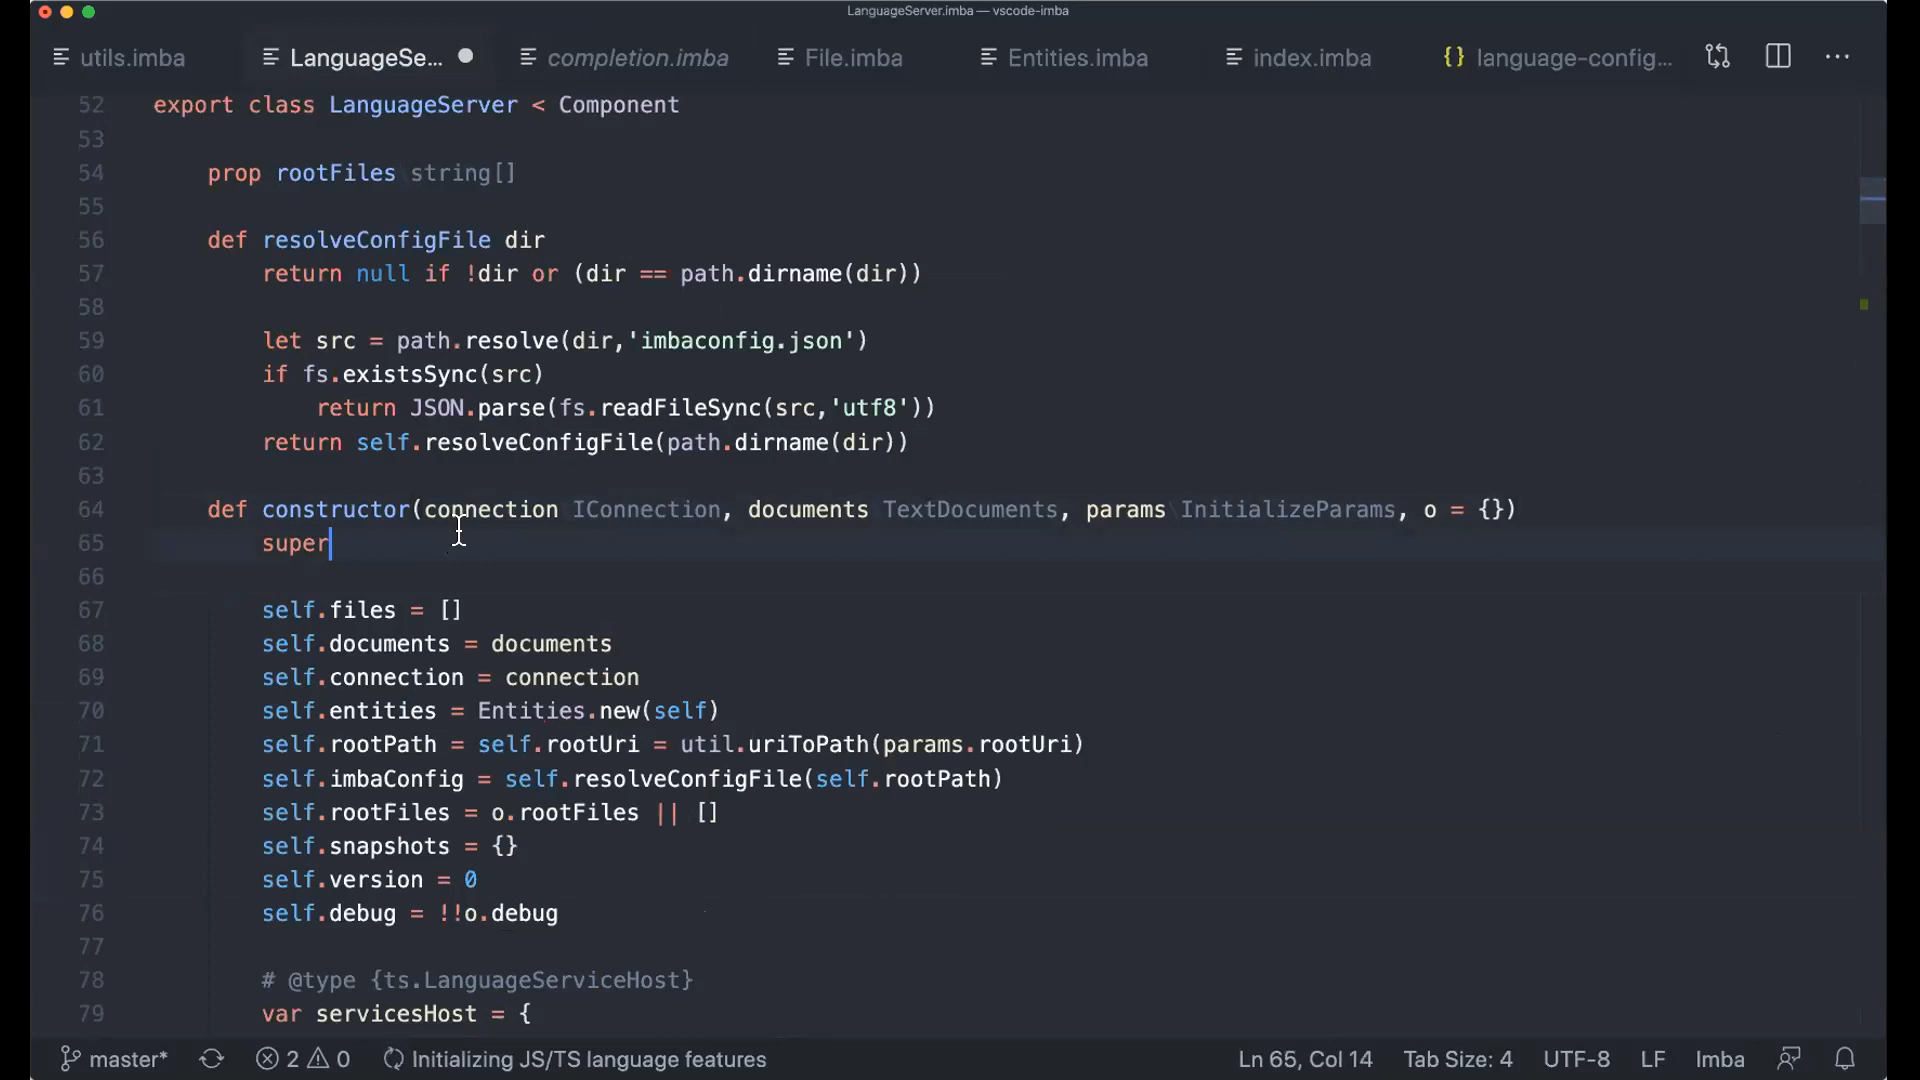 LanguageServer.imba — vscode-imba
utils.imba LanguageSe... completion.imba File.imba Entities.imba index.imba {} language-config...
52 export class LanguageServer < Component
53
54 prop rootFiles string[]
55
56 def resolveConfigFile dir
57 return null if !dir or (dir == path.dirname(dir))
58
59 let src = path.resolve(dir,'imbaconfig.json')
60 if fs.existsSync(src)
61 return JSON.parse(fs.readFileSync(src,'utf8'))
62 return self.resolveConfigFile(path.dirname(dir))
63
64 def constructor(connection IConnection, documents TextDocuments, params InitializeParams, o = {})
65 super
66
67 self.files = []
68 self.documents = documents
69 self.connection = connection
70 self.entities = Entities.new(self)
71 self.rootPath = self.rootUri = util.uriToPath(params.rootUri)
72 self.imbaConfig = self.resolveConfigFile(self.rootPath)
73 self.rootFiles = o.rootFiles || []
74 self.snapshots = {}
75 self.version = 0
76 self.debug = !!o.debug
77
78 # @type {ts.LanguageServiceHost}
79 var servicesHost = {
master* 2 0 Initializing JS/TS language features Ln 65, Col 14 Tab Size: 4 UTF-8 LF Imba